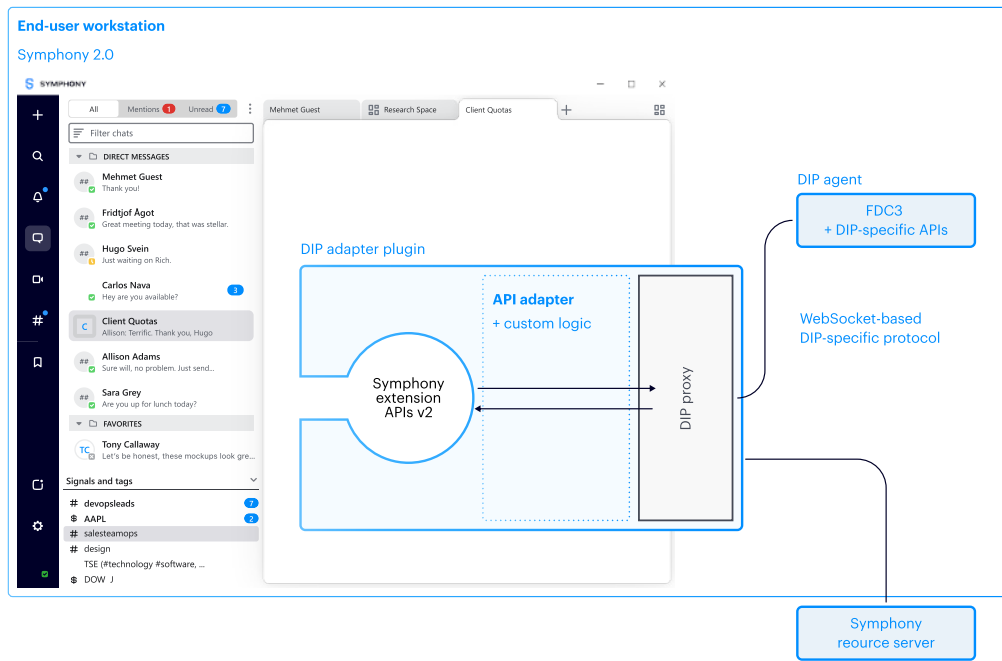 End-user workstation
Symphony 2.0
S SYMPHONY
All
Mentions 1
Unread 7
Mehmet Guest
Research Space
Client Quotas
Filter chats
DIRECT MESSAGES
## Mehmet Guest
Thank you!
## Fridtjof Ågot
Great meeting today, that was stellar.
## Hugo Svein
Just waiting on Rich.
Carlos Nava
Hey are you available?
3
C Client Quotas
Allison: Terrific. Thank you, Hugo
## Allison Adams
Sure will, no problem. Just send...
## Sara Grey
Are you up for lunch today?
FAVORITES
TC Tony Callaway
Let's be honest, these mockups look gre...
Signals and tags
# devopsleads 7
$ AAPL 2
# salesteamops
# design
TSE (#technology #software, ...
$ DOW J
DIP adapter plugin
Symphony
extension
APIs v2
API adapter
+ custom logic
DIP proxy
DIP agent
FDC3
+ DIP-specific APIs
WebSocket-based
DIP-specific protocol
Symphony
reource server